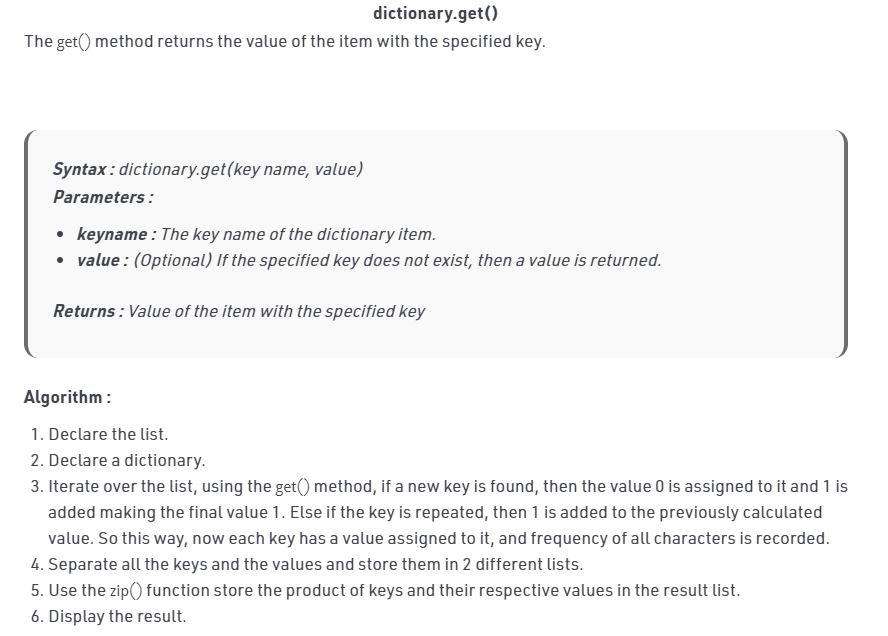 dictionary.get()
The get() method returns the value of the item with the specified key.
Syntax : dictionary.get(key name, value)
Parameters :
• keyname : The key name of the dictionary item.
• value : (Optional) If the specified key does not exist, then a value is returned.
Returns : Value of the item with the specified key
Algorithm :
1. Declare the list.
2. Declare a dictionary.
3. Iterate over the list, using the get() method, if a new key is found, then the value 0 is assigned to it and 1 is
added making the final value 1. Else if the key is repeated, then 1 is added to the previously calculated
value. So this way, now each key has a value assigned to it, and frequency of all characters is recorded.
4. Separate all the keys and the values and store them in 2 different lists.
5. Use the zip() function store the product of keys and their respective values in the result list.
6. Display the result.